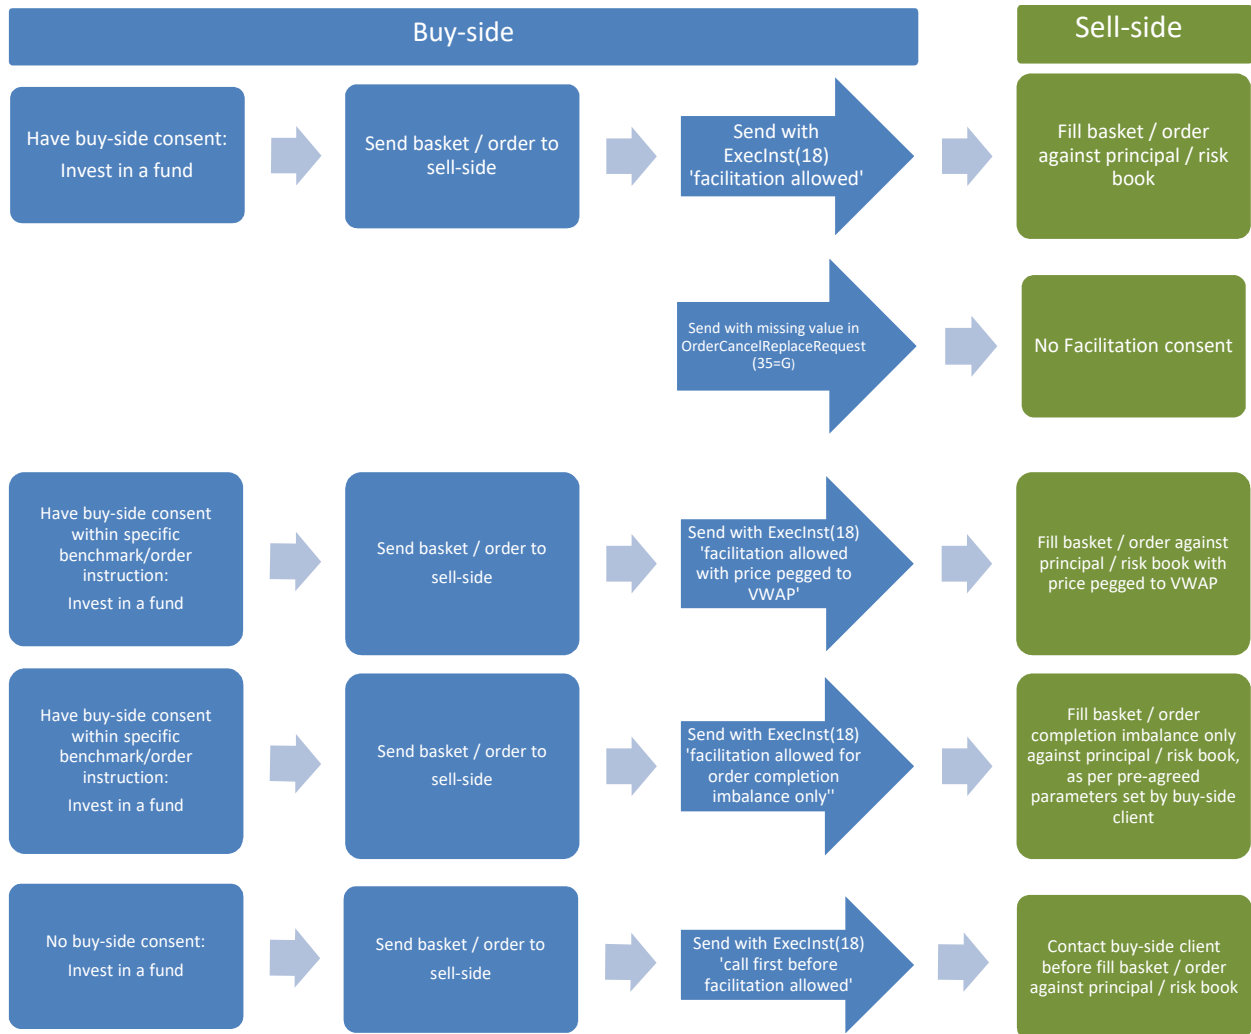 Buy-side
Sell-side
Have buy-side consent:
Invest in a fund
Send basket / order to
sell-side
Send with
ExecInst(18)
'facilitation allowed'
Fill basket / order
against principal / risk
book
Send with missing value in
OrderCancelReplaceRequest
(35=G)
No Facilitation consent
Have buy-side consent
within specific
benchmark/order
instruction:
Invest in a fund
Send basket / order to
sell-side
Send with ExecInst(18)
'facilitation allowed
with price pegged to
VWAP'
Fill basket / order against
principal / risk book with
price pegged to VWAP
Have buy-side consent
within specific
benchmark/order
instruction:
Invest in a fund
Send basket / order to
sell-side
Send with ExecInst(18)
'facilitation allowed for
order completion
imbalance only''
Fill basket / order
completion imbalance only
against principal / risk book,
as per pre-agreed
parameters set by buy-side
client
No buy-side consent:
Invest in a fund
Send basket / order to
sell-side
Send with ExecInst(18)
'call first before
facilitation allowed'
Contact buy-side client
before fill basket / order
against principal / risk book